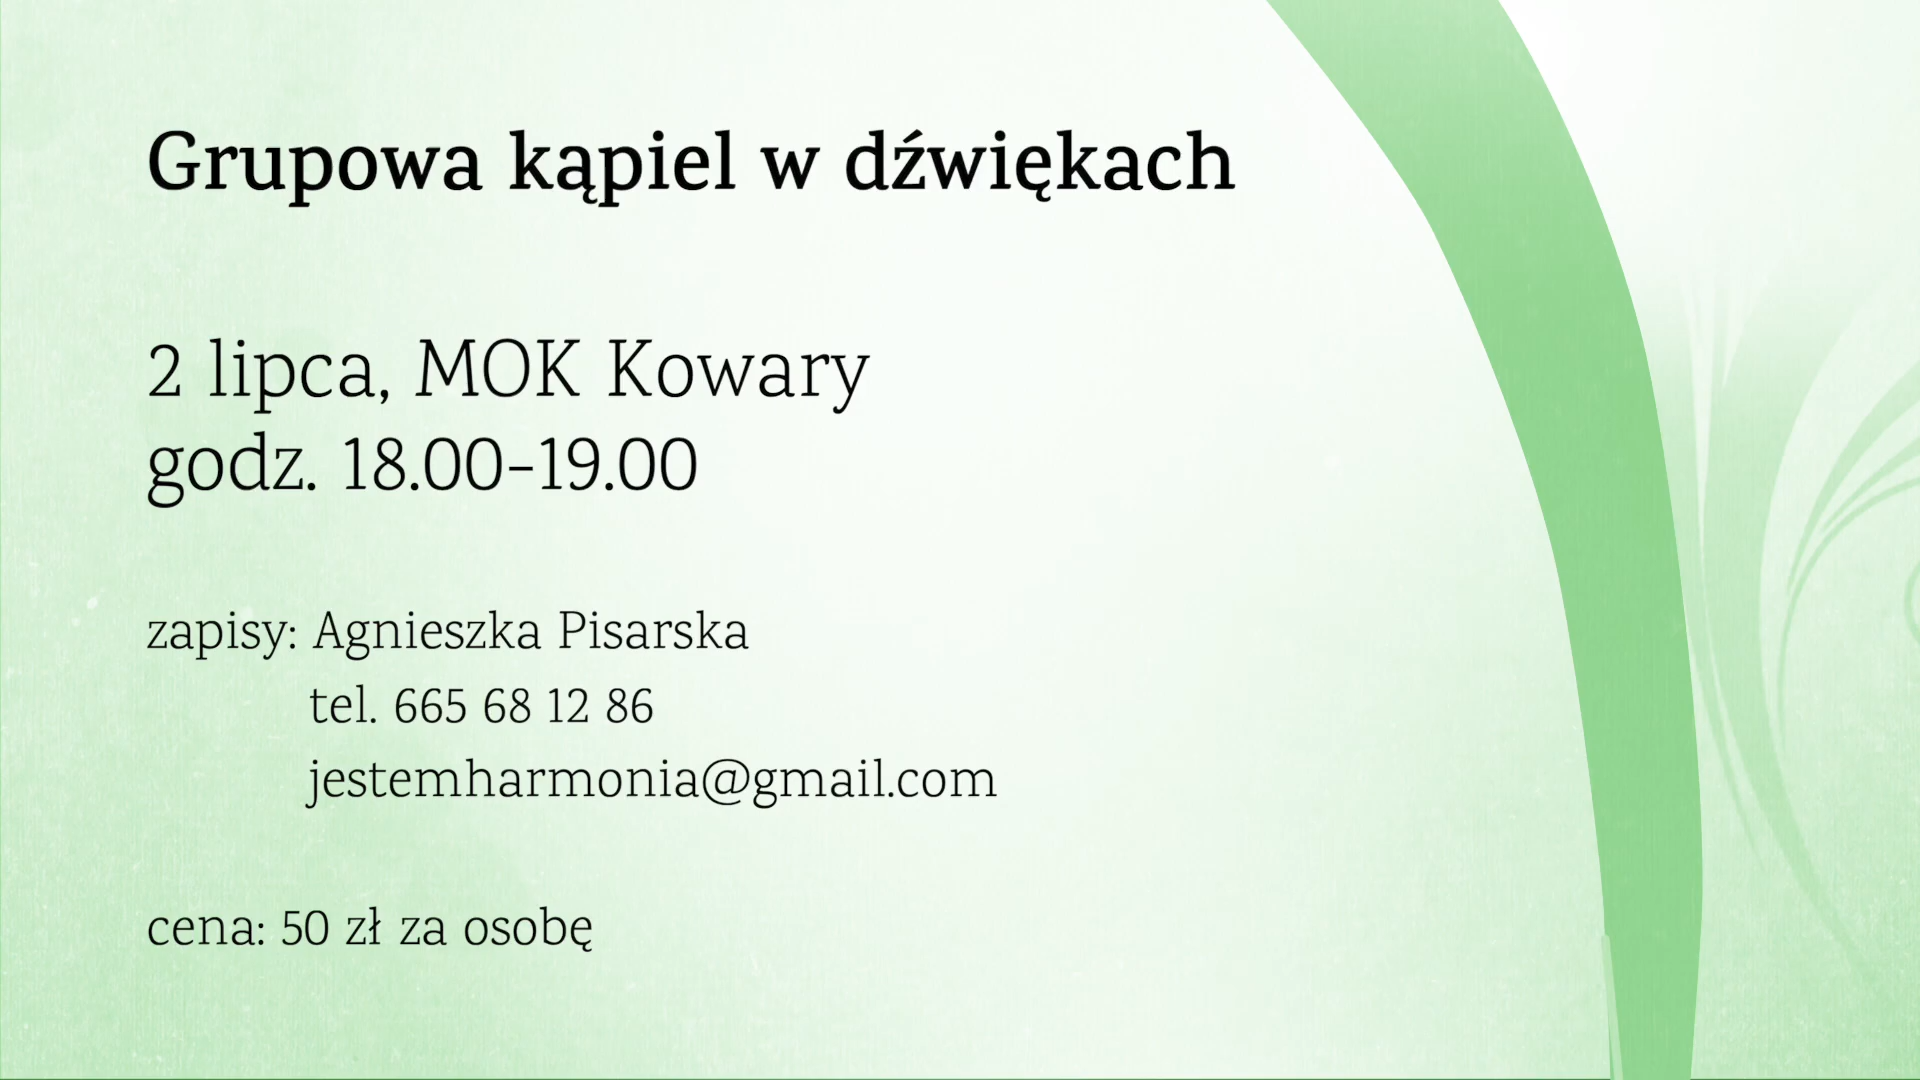 Grupowa kąpiel w dźwiękach
2 lipca, MOK Kowary
godz. 18.00-19.00
zapisy: Agnieszka Pisarska
tel. 665 68 12 86
jestemharmonia@gmail.com
cena: 50 zł za osobę